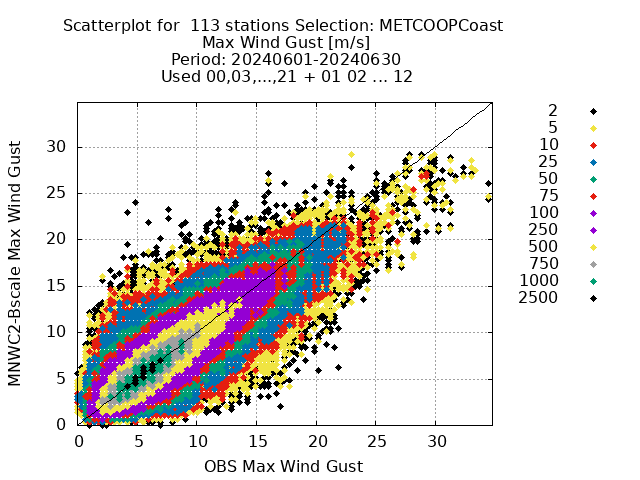 Scatterplot for  113 stations Selection: METCOOPCoast
Max Wind Gust [m/s]
Period: 20240601-20240630
Used 00,03,...,21 + 01 02 ... 12
MNWC2-Bscale Max Wind Gust
30
25
20
15
10
5
0
0 5 10 15 20 25 30
OBS Max Wind Gust
2
5
10
25
50
75
100
250
500
750
1000
2500